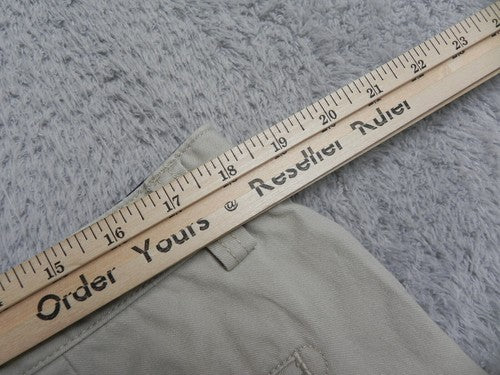 15 16 17 18 19 20 21 22 23
Order Yours @ Reseller Ruler